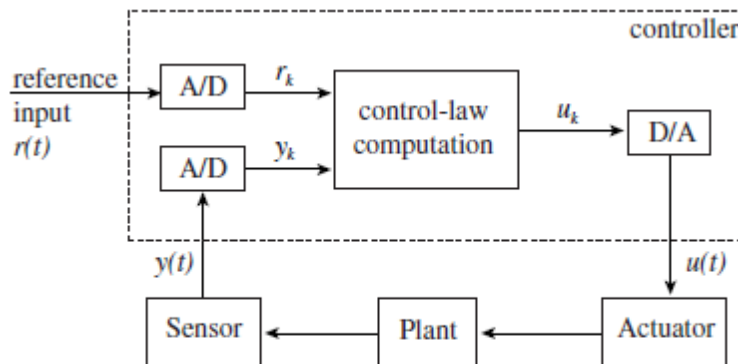 controller
reference
input
r(t)
A/D
r_k
control-law
computation
u_k
D/A
A/D
y_k
y(t)
u(t)
Sensor
Plant
Actuator